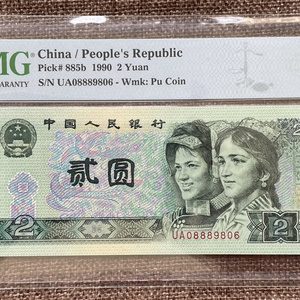 MG China / People's Republic
GUARANTY Pick# 885b 1990 2 Yuan
S/N UA08889806 - Wmk: Pu Coin
中国人民银行
贰圆
2 2
UA08889806